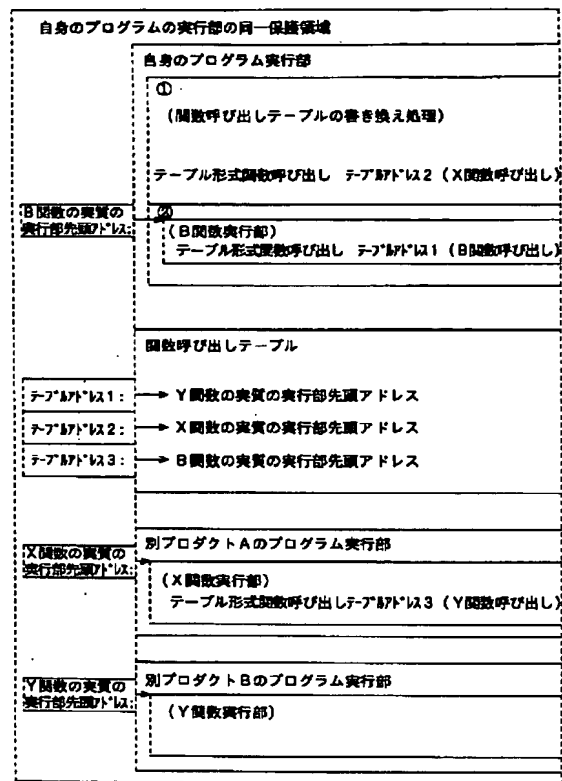 自身のプログラムの実行部の同一保護領域
自身のプログラム実行部
①
(関数呼び出しテーブルの書き換え処理)
テーブル形式関数呼び出し テーブルアドレス2 (X関数呼び出し)
B関数の実質の
実行部先頭アドレス:
②
(B関数実行部)
テーブル形式関数呼び出し テーブルアドレス1 (B関数呼び出し)
関数呼び出しテーブル
テーブルアドレス1: → Y関数の実質の実行部先頭アドレス
テーブルアドレス2: → X関数の実質の実行部先頭アドレス
テーブルアドレス3: → B関数の実質の実行部先頭アドレス
別プロダクトAのプログラム実行部
X関数の実質の
実行部先頭アドレス:
(X関数実行部)
テーブル形式関数呼び出しテーブルアドレス3 (Y関数呼び出し)
別プロダクトBのプログラム実行部
Y関数の実質の
実行部先頭アドレス:
(Y関数実行部)